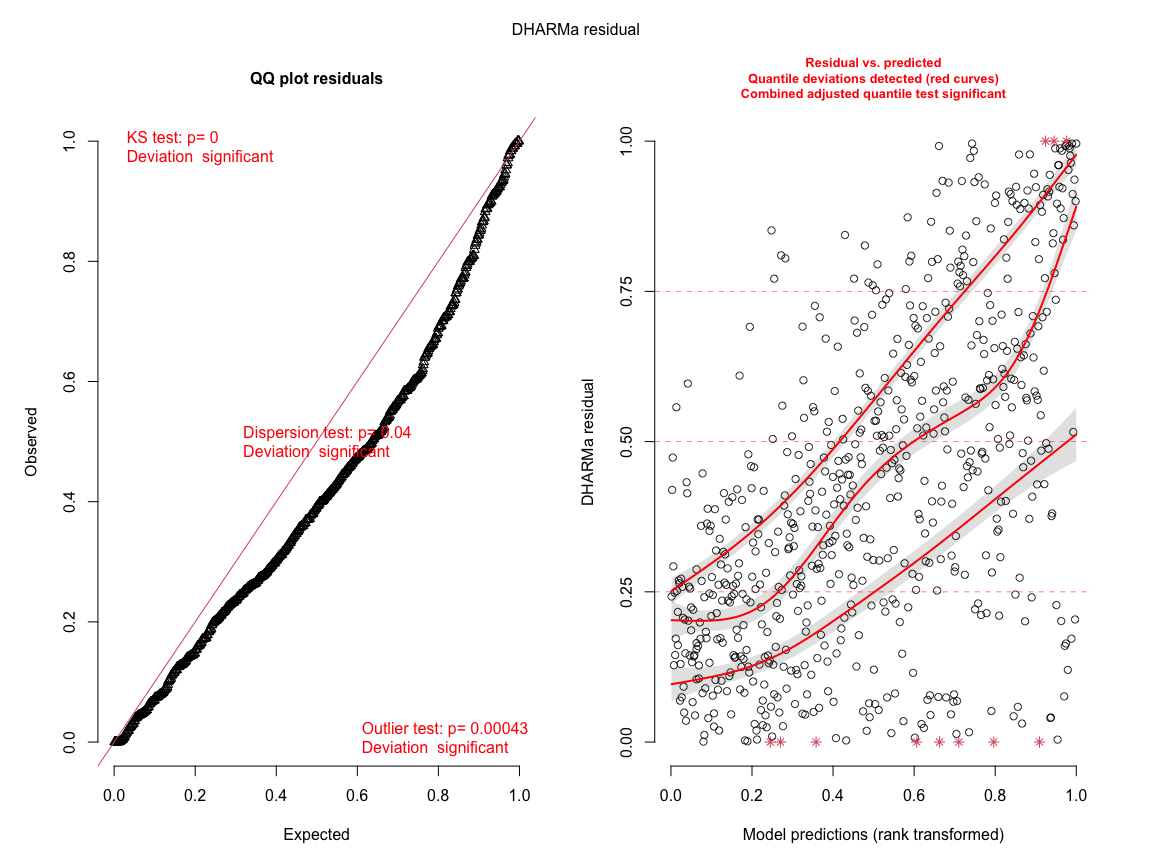 DHARMa residual
QQ plot residuals
KS test: p= 0
Deviation  significant
Dispersion test: p= 0.04
Deviation  significant
Outlier test: p= 0.00043
Deviation  significant
Observed
0.0
0.2
0.4
0.6
0.8
1.0
0.0 0.2 0.4 0.6 0.8 1.0
Expected
Residual vs. predicted
Quantile deviations detected (red curves)
Combined adjusted quantile test significant
DHARMa residual
0.00
0.25
0.50
0.75
1.00
0.0 0.2 0.4 0.6 0.8 1.0
Model predictions (rank transformed)